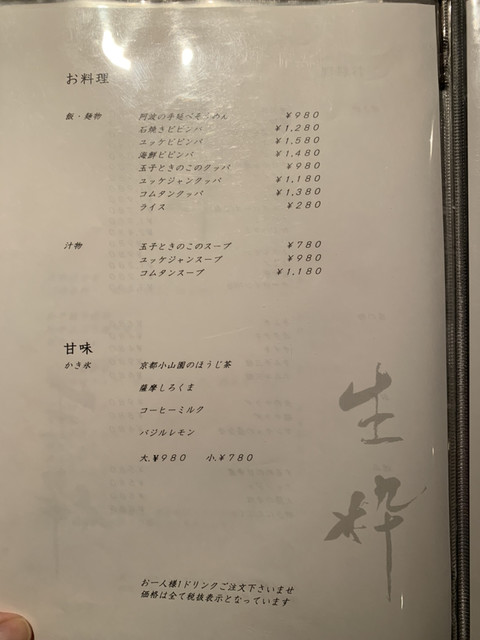 お料理
飯・麺物 阿波の手延べそうめん ¥980
石焼きビビンバ ¥1,280
ユッケビビンバ ¥1,580
海鮮ビビンバ ¥1,480
玉子ときのこのクッパ ¥980
ユッケジャンクッパ ¥1,180
コムタンクッパ ¥1,380
ライス ¥280
汁物 玉子ときのこのスープ ¥780
ユッケジャンスープ ¥980
コムタンスープ ¥1,180
甘味
かき氷 京都小山園のほうじ茶
薩摩しろくま
コーヒーミルク
バジルレモン
大.¥980 小.¥780
生粋
お一人様1ドリンクご注文下さいませ
価格は全て税抜表示となっています